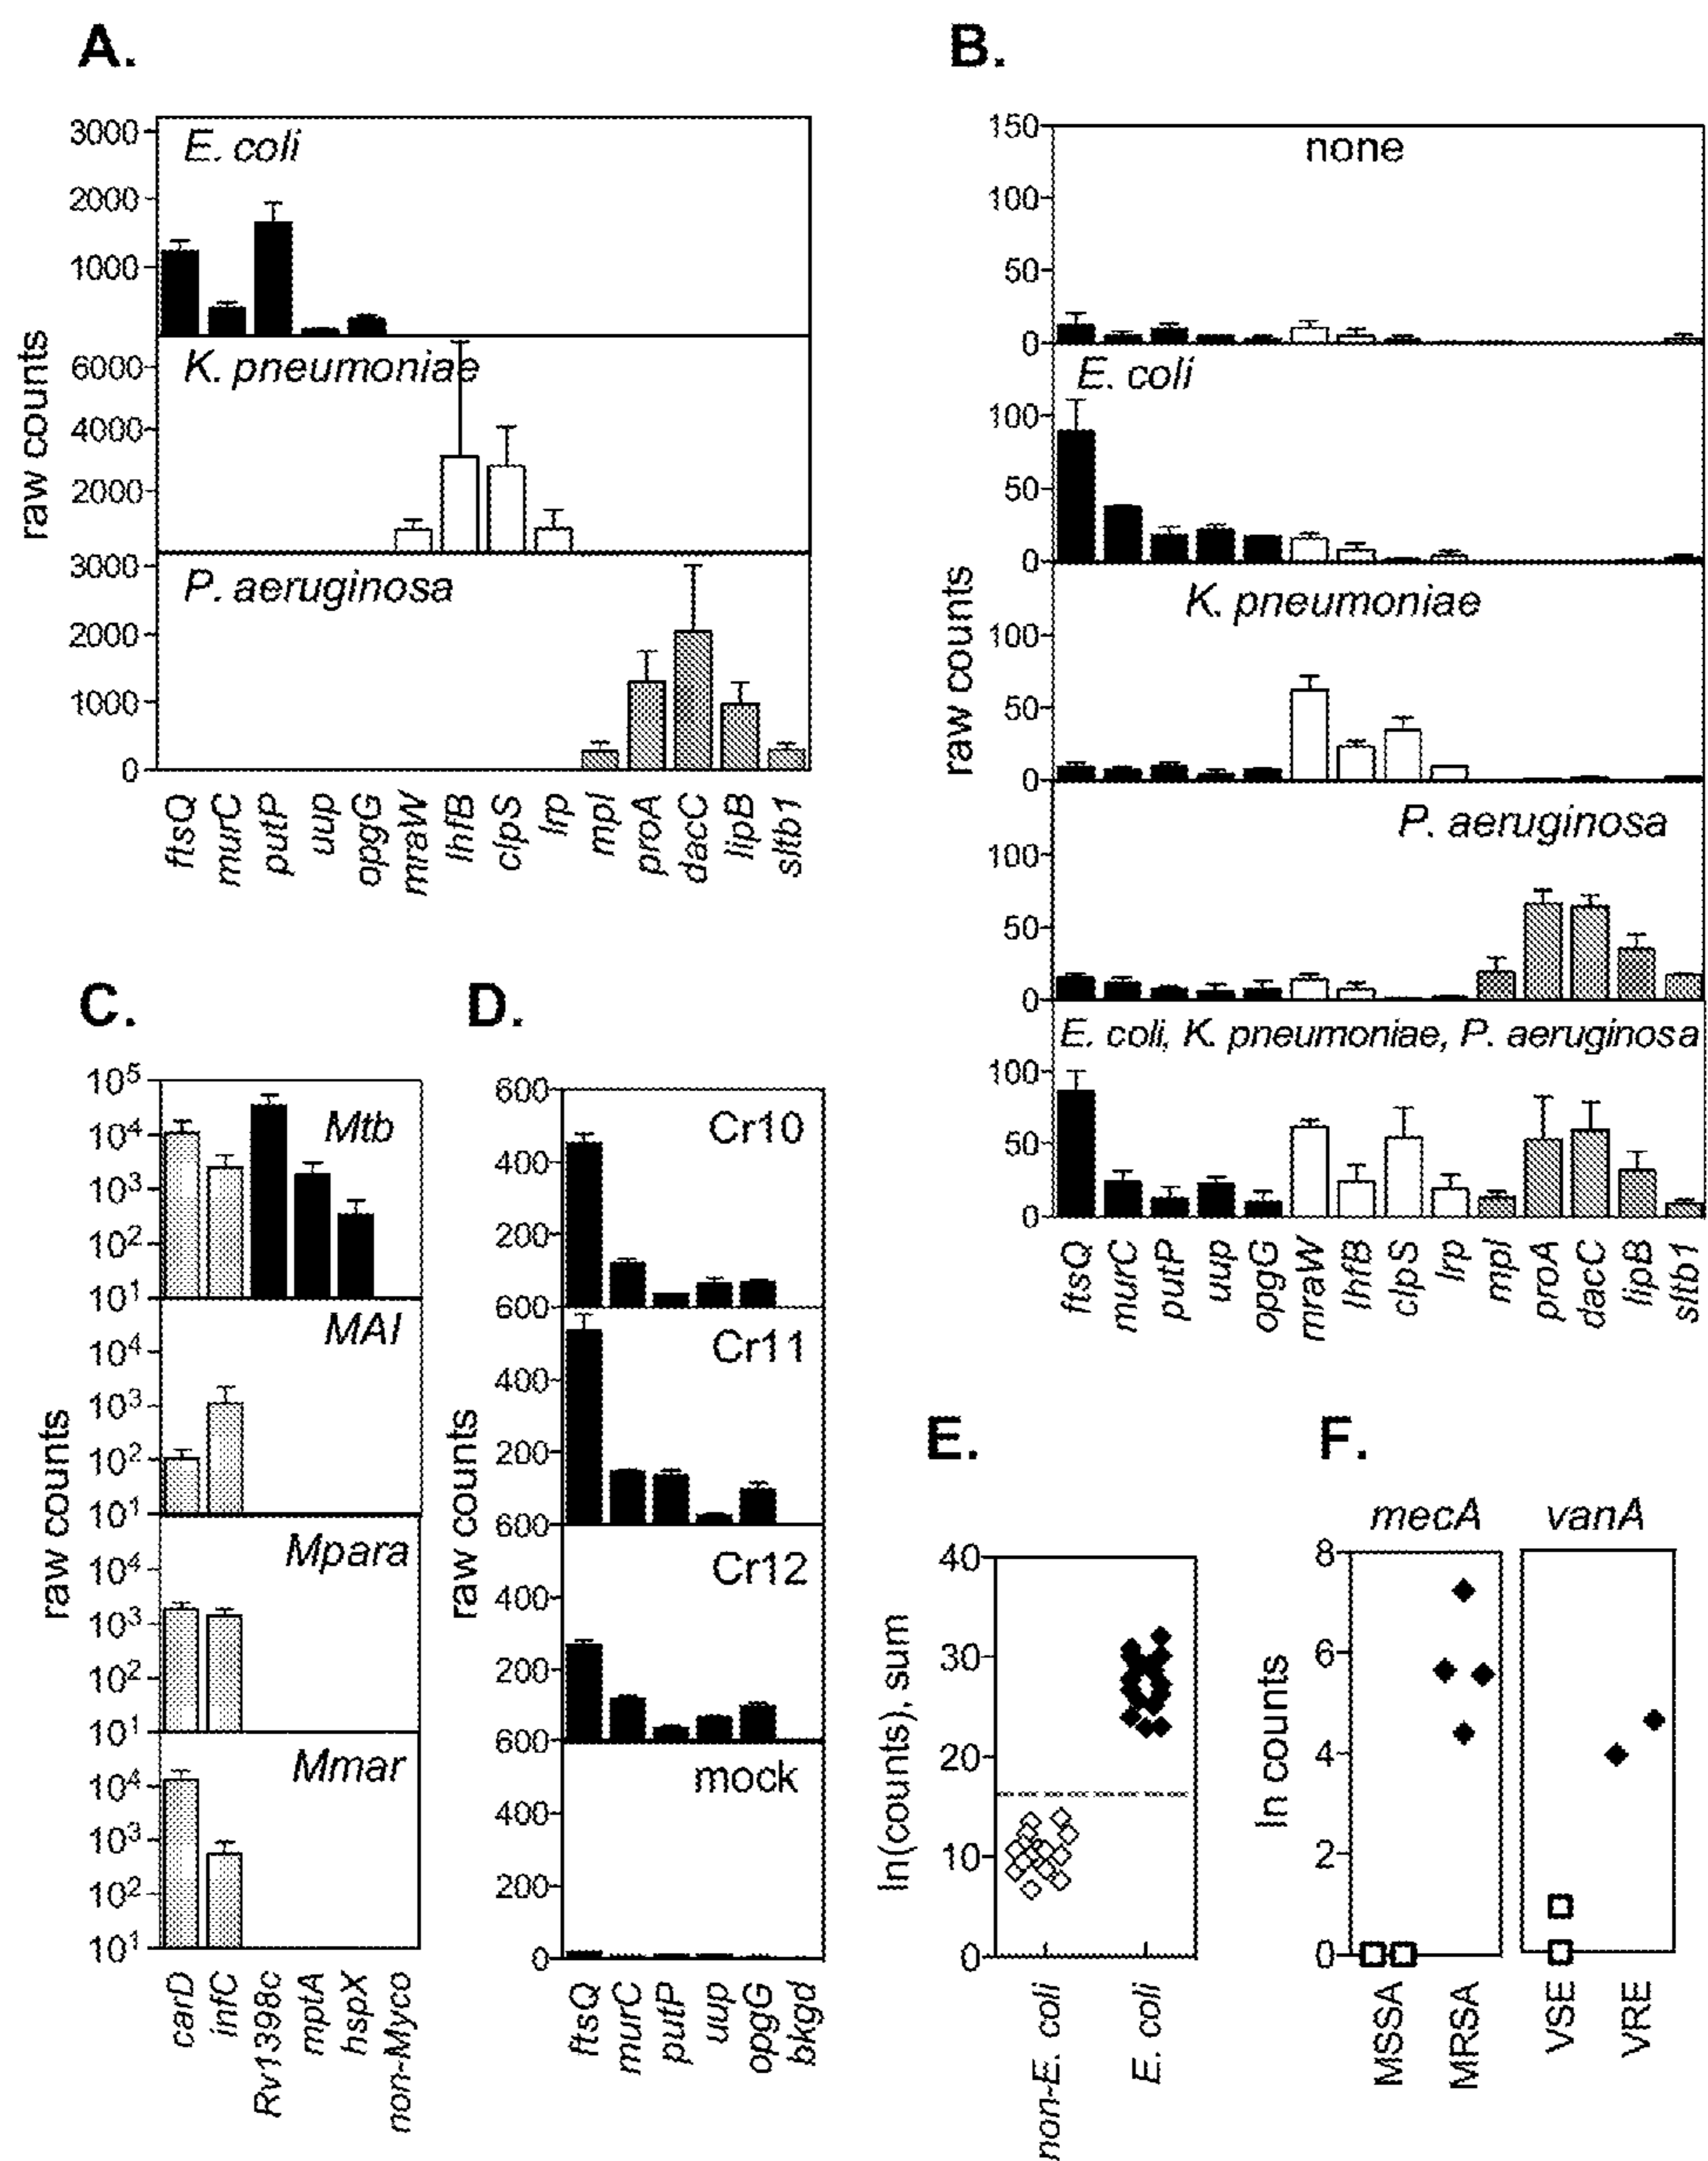 A.
3000
E. coli
2000
1000
6000
K. pneumoniae
4000
2000
3000
P. aeruginosa
2000
1000
0
raw counts
ftsQ
murC
putP
uup
opgG
mraW
lhfB
clpS
lrp
mpl
proA
dacC
lipB
sltb1
B.
150
none
100
50
0
E. coli
100
50
0
K. pneumoniae
100
50
0
P. aeruginosa
100
50
0
E. coli, K. pneumoniae, P. aeruginosa
100
50
0
raw counts
ftsQ
murC
putP
uup
opgG
mraW
lhfB
clpS
lrp
mpl
proA
dacC
lipB
sltb1
C.
10⁵
Mtb
10⁴
10³
10²
10¹
MAI
10⁴
10³
10²
10¹
Mpara
10⁴
10³
10²
10¹
Mmar
10⁴
10³
10²
10¹
raw counts
carD
infC
Rv1398c
mptA
hspX
non-Myco
D.
600
Cr10
400
200
600
Cr11
400
200
600
Cr12
400
200
600
mock
400
200
0
raw counts
ftsQ
murC
putP
uup
opgG
bkgd
E.
40
30
20
10
0
ln(counts), sum
non-E. coli
E. coli
F.
mecA
vanA
8
6
4
2
0
ln counts
MSSA
MRSA
VSE
VRE